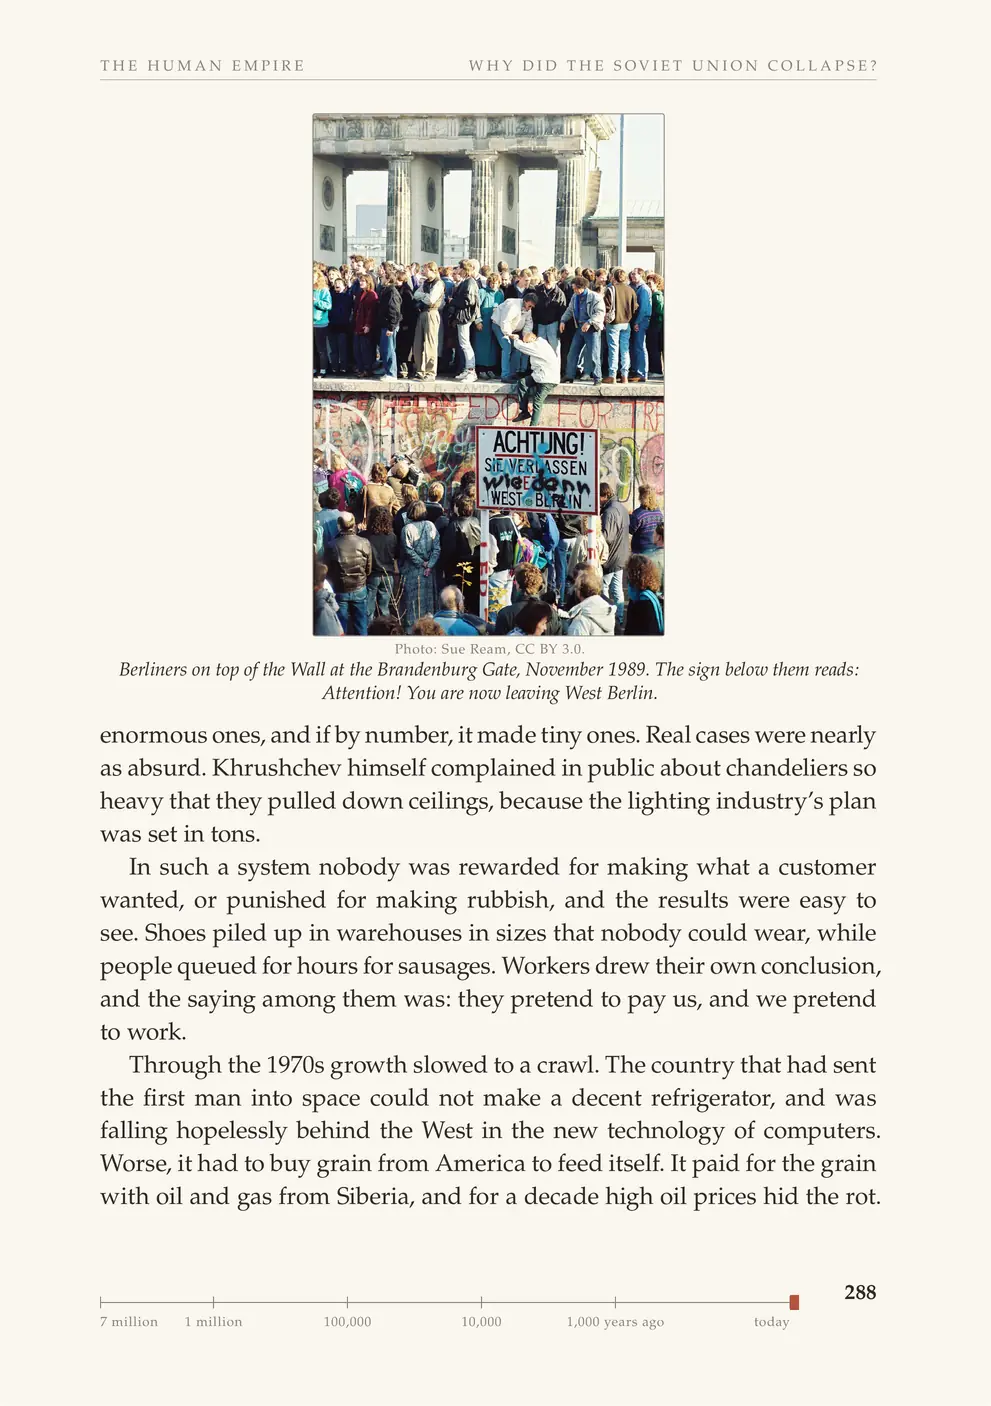 THE HUMAN EMPIRE
WHY DID THE SOVIET UNION COLLAPSE?
FOR
ACHTUNG!
SIE VERLASSEN
wiedernn
WEST BERLIN
Photo: Sue Ream, CC BY 3.0.
Berliners on top of the Wall at the Brandenburg Gate, November 1989. The sign below them reads:
Attention! You are now leaving West Berlin.
enormous ones, and if by number, it made tiny ones. Real cases were nearly
as absurd. Khrushchev himself complained in public about chandeliers so
heavy that they pulled down ceilings, because the lighting industry’s plan
was set in tons.
In such a system nobody was rewarded for making what a customer
wanted, or punished for making rubbish, and the results were easy to
see. Shoes piled up in warehouses in sizes that nobody could wear, while
people queued for hours for sausages. Workers drew their own conclusion,
and the saying among them was: they pretend to pay us, and we pretend
to work.
Through the 1970s growth slowed to a crawl. The country that had sent
the first man into space could not make a decent refrigerator, and was
falling hopelessly behind the West in the new technology of computers.
Worse, it had to buy grain from America to feed itself. It paid for the grain
with oil and gas from Siberia, and for a decade high oil prices hid the rot.
288
7 million 1 million 100,000 10,000 1,000 years ago today